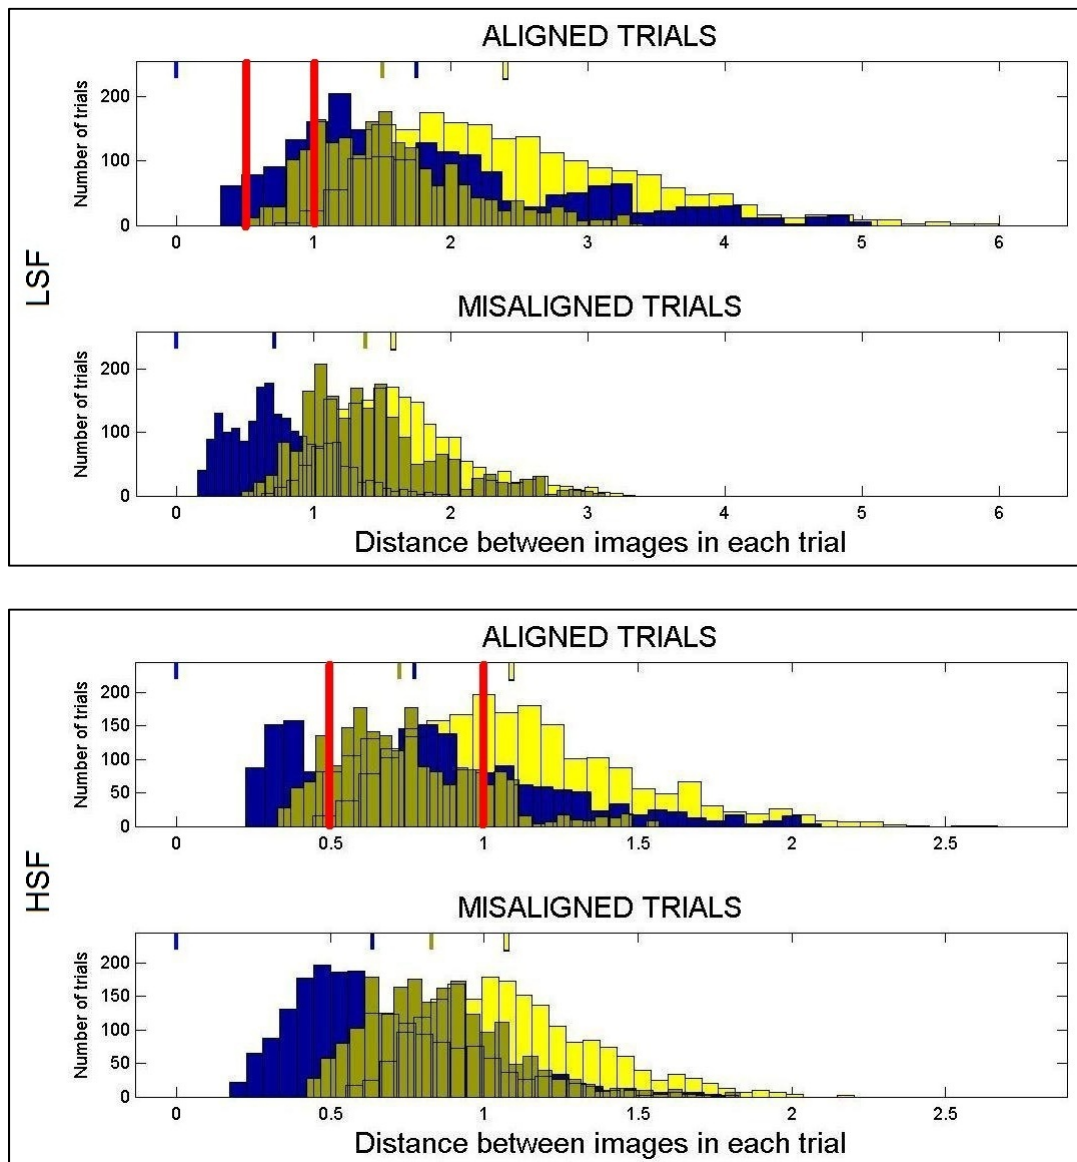 LSF
ALIGNED TRIALS
Number of trials
200
100
0
0 1 2 3 4 5 6
MISALIGNED TRIALS
Number of trials
200
100
0
0 1 2 3 4 5 6
Distance between images in each trial
HSF
ALIGNED TRIALS
Number of trials
200
150
100
50
0
0 0.5 1 1.5 2 2.5
MISALIGNED TRIALS
Number of trials
200
150
100
50
0
0 0.5 1 1.5 2 2.5
Distance between images in each trial